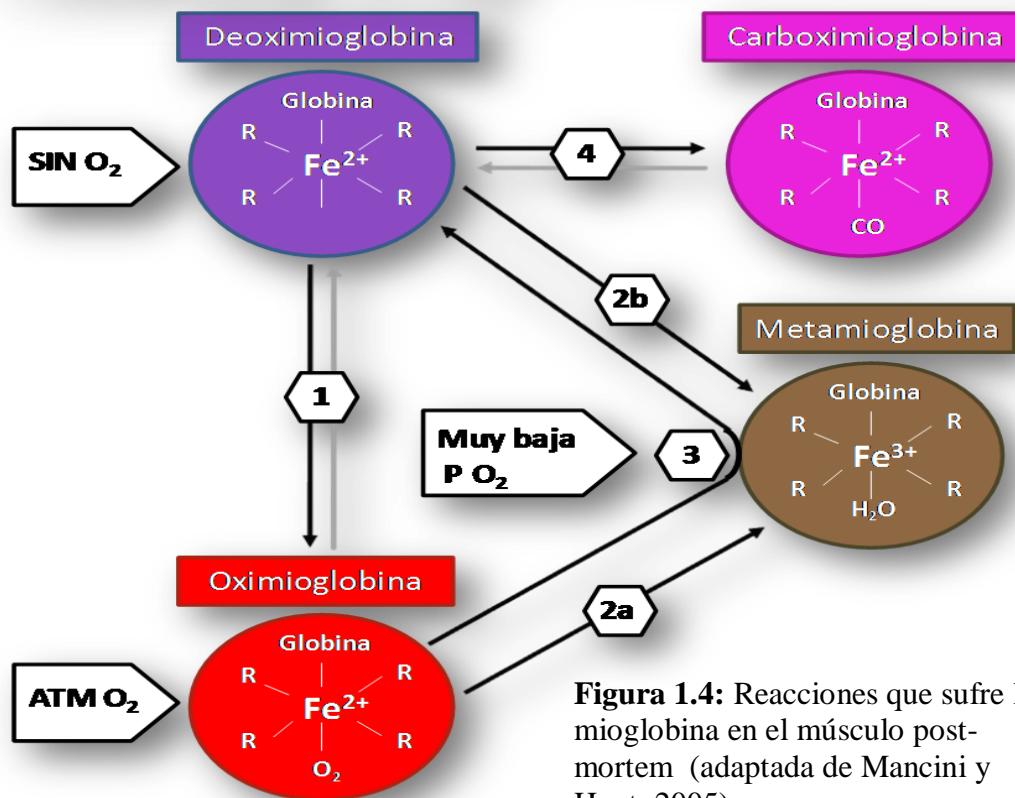 Deoximioglobina
Carboximioglobina
SIN O₂
Globina
R R
Fe²⁺
R R
4
Globina
R R
Fe²⁺
R R
CO
2b
Metamioglobina
1
Muy baja
P O₂
3
Globina
R R
Fe³⁺
R R
H₂O
Oximioglobina
2a
ATM O₂
Globina
R R
Fe²⁺
R R
O₂
Figura 1.4: Reacciones que sufre
mioglobina en el músculo post-
mortem (adaptada de Mancini y